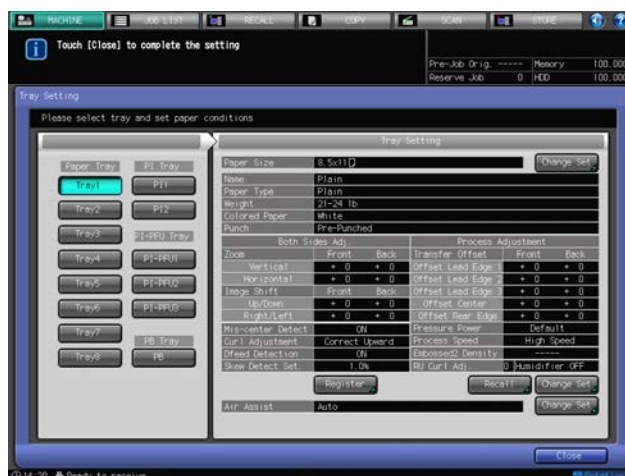 MACHINE JOB LIST RECALL COPY SCAN STORE
Touch [Close] to complete the setting
Pre-Job Orig. ----- Memory 100.00
Reserve Job 0 HDD 100.00
Tray Setting
Please select tray and set paper conditions
Tray Setting
Paper Tray PI Tray
Tray1 PI1
Tray2 PI2
Tray3 PI-PFU Tray
Tray4 PI-PFU1
Tray5 PI-PFU2
Tray6 PI-PFU3
Tray7 PB Tray
Tray8 PB
Paper Size 8.5x11 Change Set
Name Plain
Paper Type Plain
Weight 21-24 lb
Colored Paper White
Punch Pre-Punched
Both Sides Adj. Process Adjustment
Zoom Front Back Transfer Offset Front Back
Vertical + 0 + 0 Offset Lead Edge 1 + 0 + 0
Horizontal + 0 + 0 Offset Lead Edge 2 + 0 + 0
Image Shift Front Back Offset Lead Edge 3 + 0 + 0
Up/Down + 0 + 0 Offset Center + 0 + 0
Right/Left + 0 + 0 Offset Rear Edge + 0 + 0
Mis-center Detect ON Pressure Power Default
Curl Adjustment Correct Upward Process Speed High Speed
Dfeed Detection ON Embossed2 Density -----
Skew Detect Set. 1.0% RU Curl Adj. 0 Humidifier OFF
Register Recall Change Set
Air Assist Auto Change Set
Close
14:20 Ready to receive Rotation